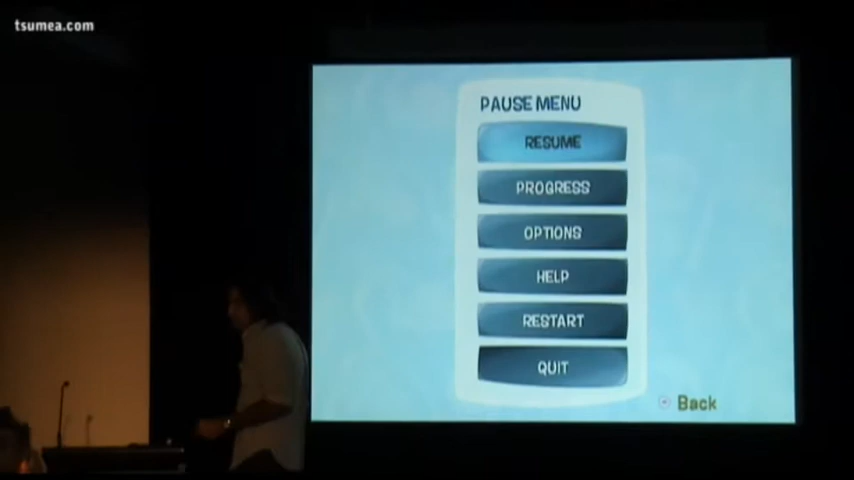 tsumea.com
PAUSE MENU
RESUME
PROGRESS
OPTIONS
HELP
RESTART
QUIT
Back